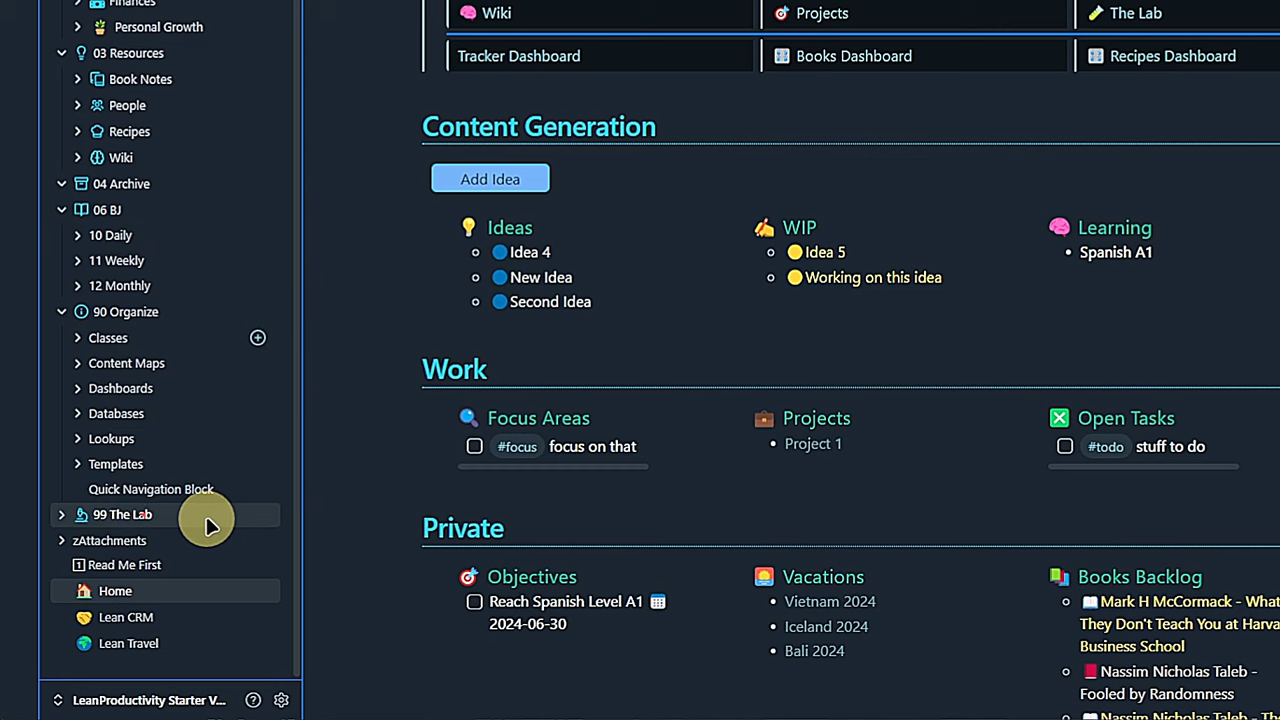 Finances
Personal Growth
03 Resources
Book Notes
People
Recipes
Wiki
04 Archive
06 BJ
10 Daily
11 Weekly
12 Monthly
90 Organize
Classes
Content Maps
Dashboards
Databases
Lookups
Templates
Quick Navigation Block
99 The Lab
zAttachments
Read Me First
Home
Lean CRM
Lean Travel
LeanProductivity Starter V...
Wiki
Projects
The Lab
Tracker Dashboard
Books Dashboard
Recipes Dashboard
Content Generation
Add Idea
Ideas
Idea 4
New Idea
Second Idea
WIP
Idea 5
Working on this idea
Learning
Spanish A1
Work
Focus Areas
#focus focus on that
Projects
Project 1
Open Tasks
#todo stuff to do
Private
Objectives
Reach Spanish Level A1
2024-06-30
Vacations
Vietnam 2024
Iceland 2024
Bali 2024
Books Backlog
Mark H McCormack - What
They Don't Teach You at Harva
Business School
Nassim Nicholas Taleb -
Fooled by Randomness
Nassim Nicholas Taleb - Th